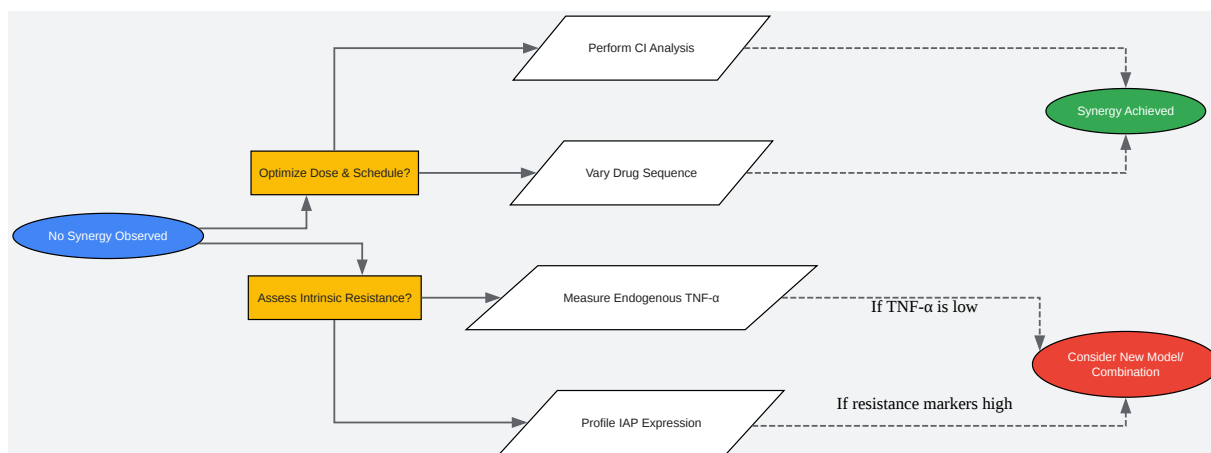 Perform CI Analysis
Synergy Achieved
Optimize Dose & Schedule?
Vary Drug Sequence
No Synergy Observed
Assess Intrinsic Resistance?
Measure Endogenous TNF-α
If TNF-α is low
Consider New Model/
Combination
If resistance markers high
Profile IAP Expression